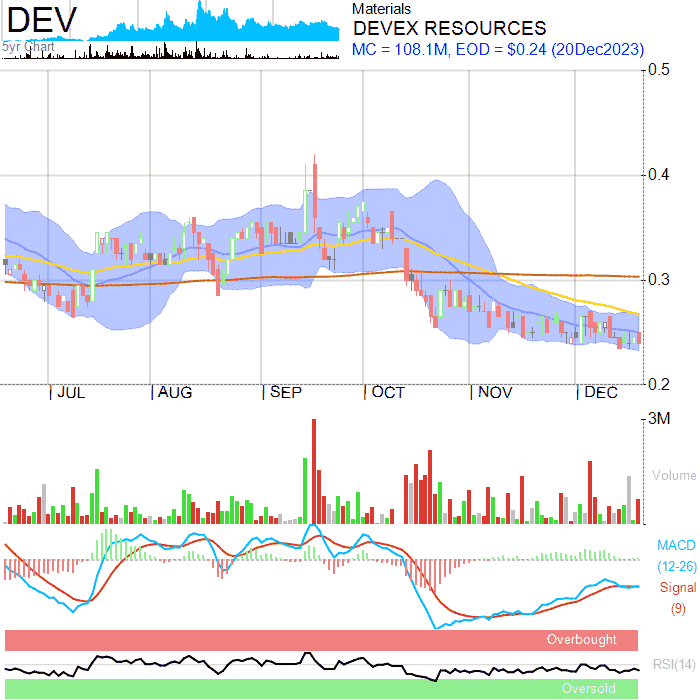 DEV
5yr Chart
Materials
DEVEX RESOURCES
MC = 108.1M, EOD = $0.24 (20Dec2023)
0.5
0.4
0.3
0.2
JUL
AUG
SEP
OCT
NOV
DEC
3M
Volume
MACD
(12-26)
Signal
(9)
Overbought
RSI(14)
Oversold